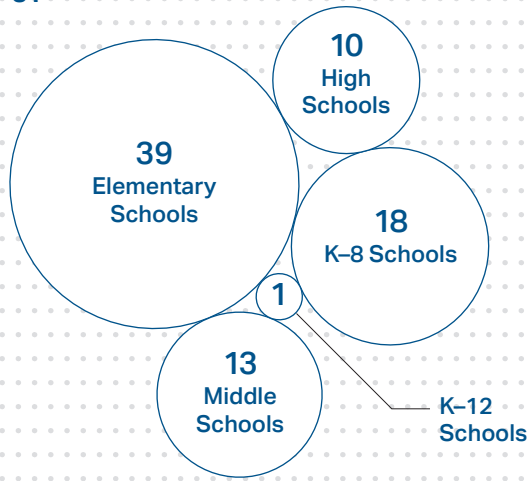 10
High
Schools
39
Elementary
Schools
18
K–8 Schools
1
13
Middle
Schools
K–12
Schools